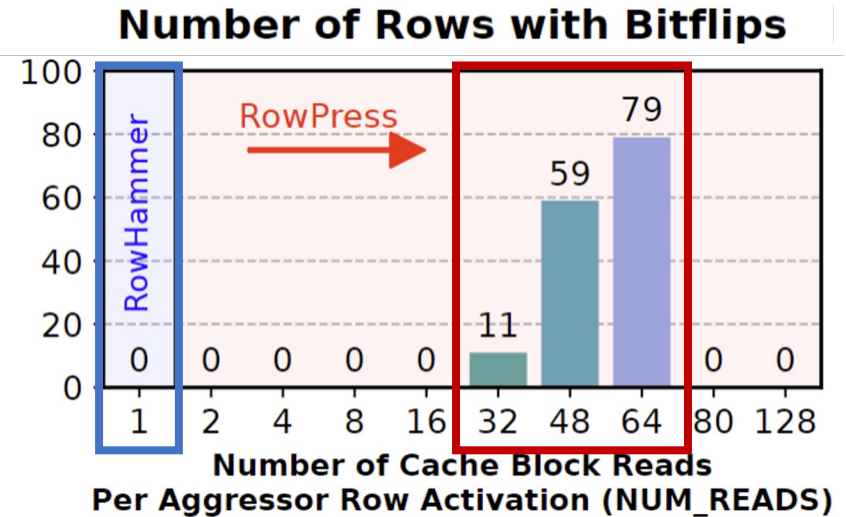 Number of Rows with Bitflips
100
80
60
40
20
0
RowHammer
RowPress
0
0
0
0
0
11
59
79
0
0
1 2 4 8 16 32 48 64 80 128
Number of Cache Block Reads
Per Aggressor Row Activation (NUM_READS)